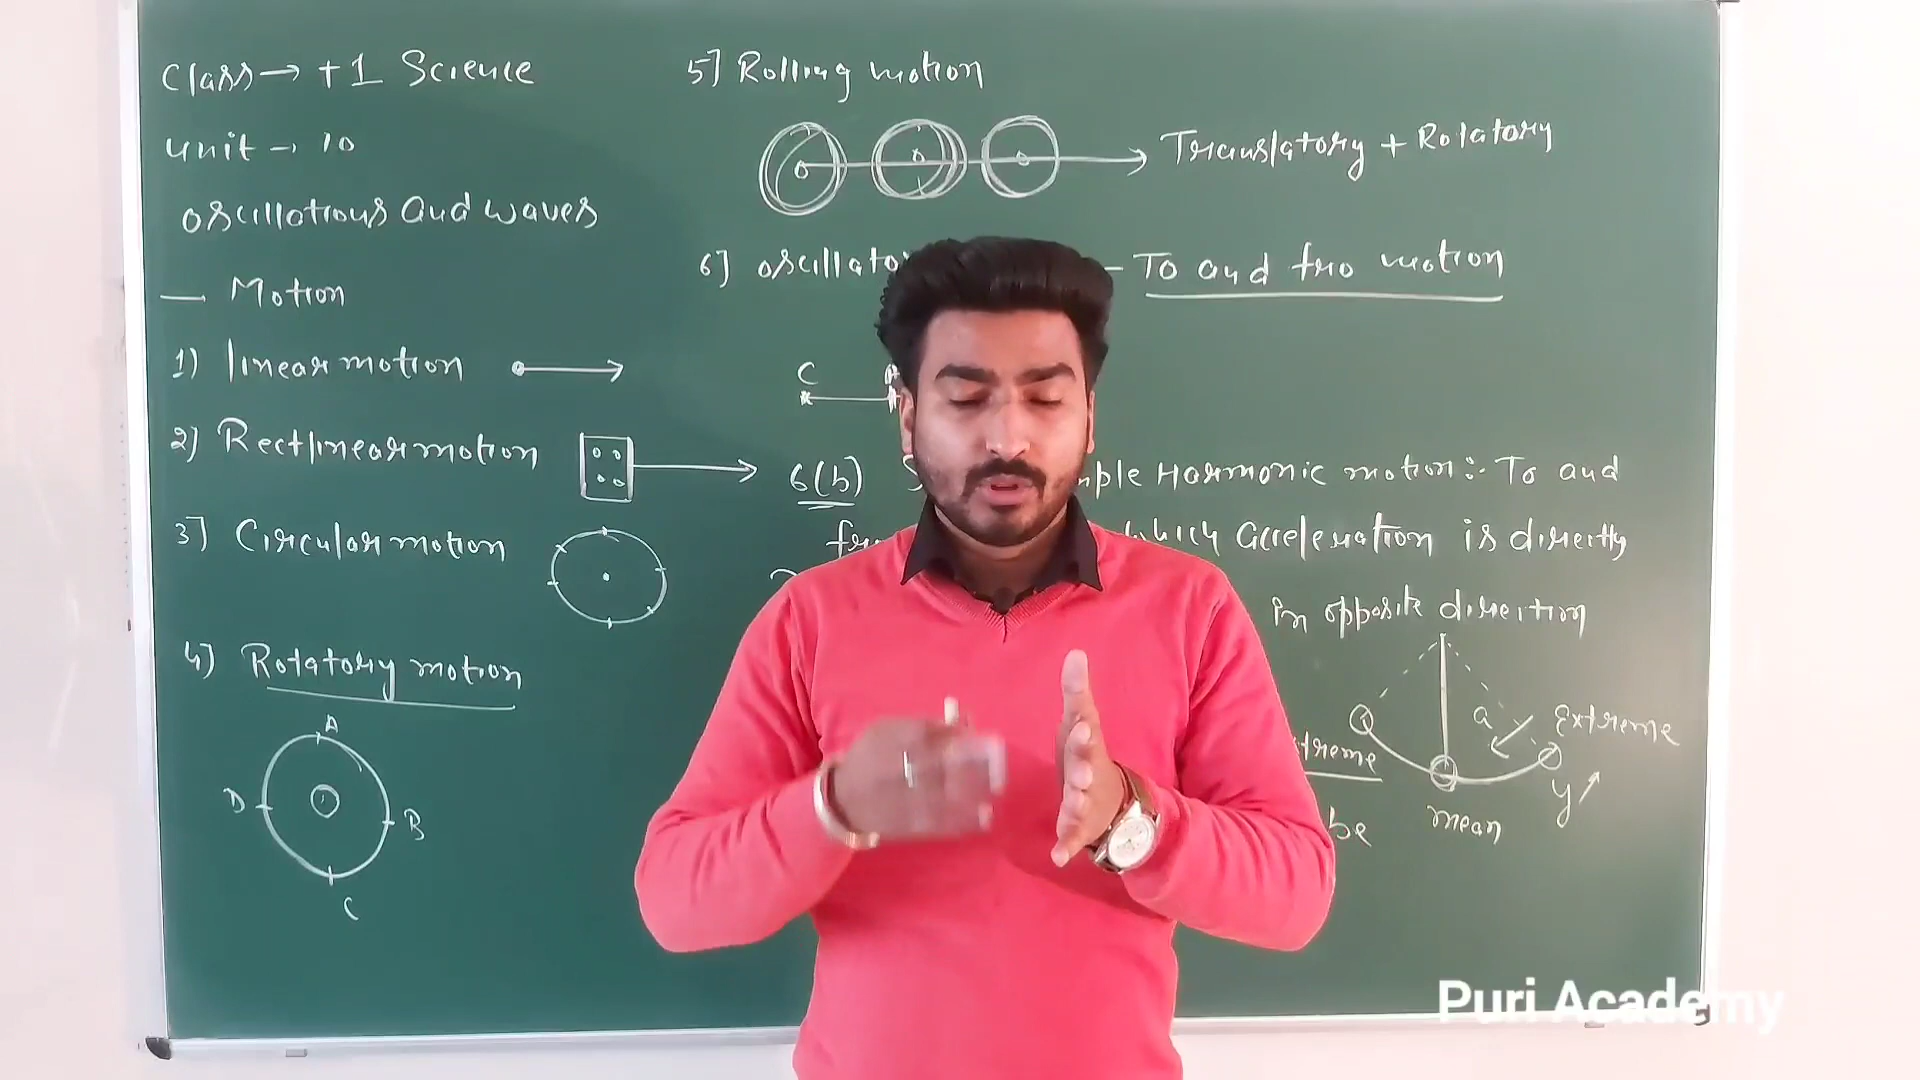 Class → +1 Science
Unit → 10
Oscillations and waves
— Motion
1) linear motion
2) Rectlinear motion
3] Circular motion
4] Rotatory motion
A
D
B
C
5] Rolling motion
Translatory + Rotatory
6] oscillato — To and fro motion
C
6(b) S mple Harmonic motion :- To and
which acceleration is directly
in opposite direction
a
Extreme
treme
y
be
mean
Puri Academy